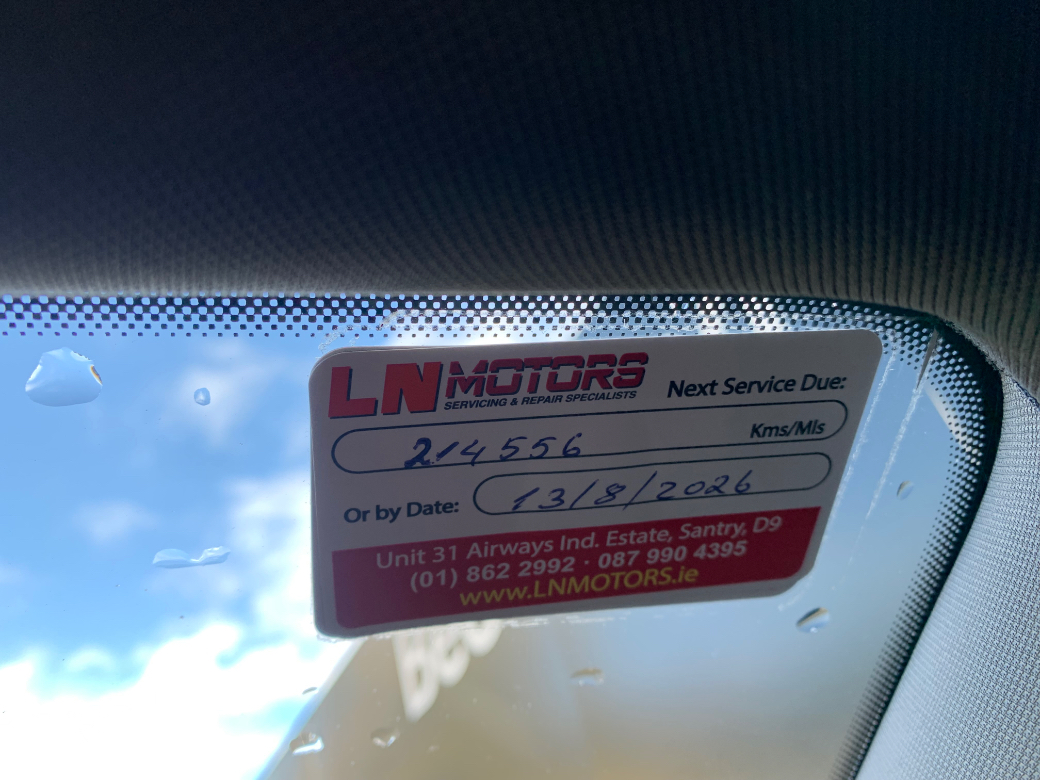 LN MOTORS
SERVICING & REPAIR SPECIALISTS
Next Service Due:
214556 Kms/Mls
Or by Date: 13/8/2026
Unit 31 Airways Ind. Estate, Santry, D9
(01) 862 2992 · 087 990 4395
www.LNMOTORS.ie